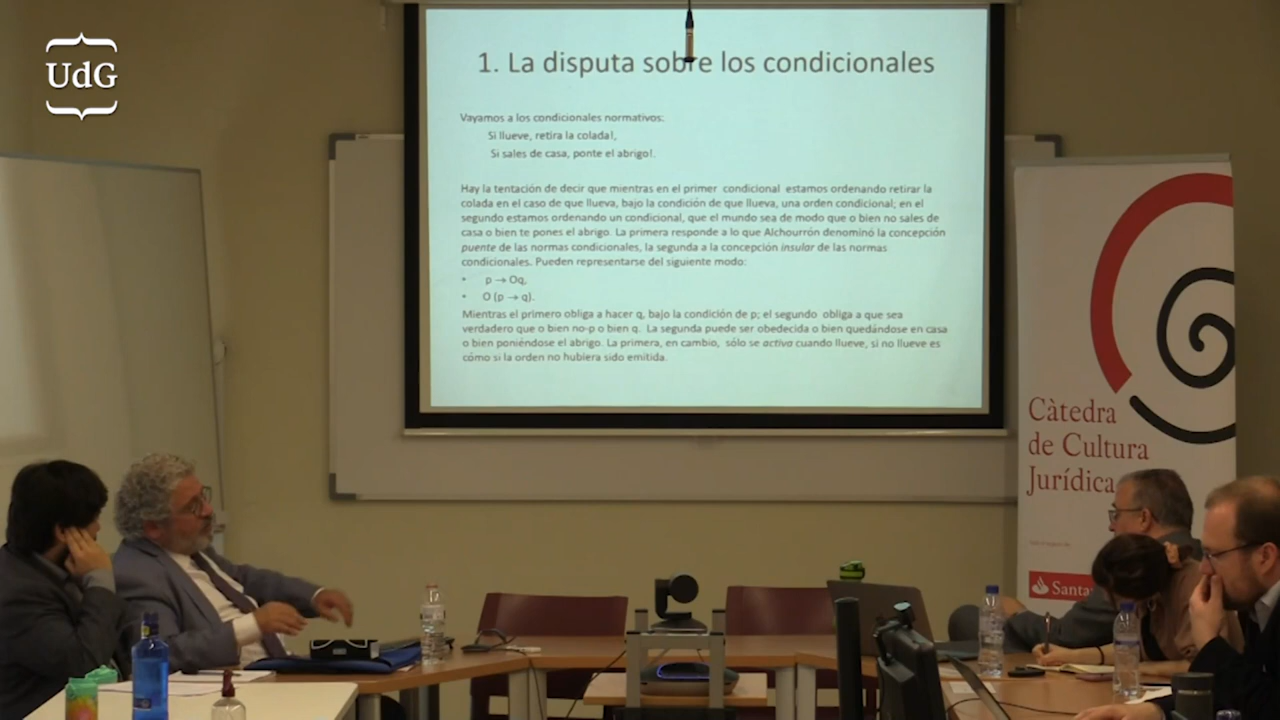 UdG
1. La disputa sobre los condicionales
Vayamos a los condicionales normativos:
Si llueve, retira la colada!,
Si sales de casa, ponte el abrigo!.
Hay la tentación de decir que mientras en el primer condicional estamos ordenando retirar la
colada en el caso de que llueva, bajo la condición de que llueva, una orden condicional; en el
segundo estamos ordenando un condicional, que el mundo sea de modo que o bien no sales de
casa o bien te pones el abrigo. La primera responde a lo que Alchourrón denominó la concepción
puente de las normas condicionales, la segunda a la concepción insular de las normas
condicionales. Pueden representarse del siguiente modo:
• p → Oq,
• O (p → q).
Mientras el primero obliga a hacer q, bajo la condición de p; el segundo obliga a que sea
verdadero que o bien no-p o bien q. La segunda puede ser obedecida o bien quedándose en casa
o bien poniéndose el abrigo. La primera, en cambio, sólo se activa cuando llueve, si no llueve es
cómo si la orden no hubiera sido emitida.
Càtedra
de Cultura
Jurídica
Santa